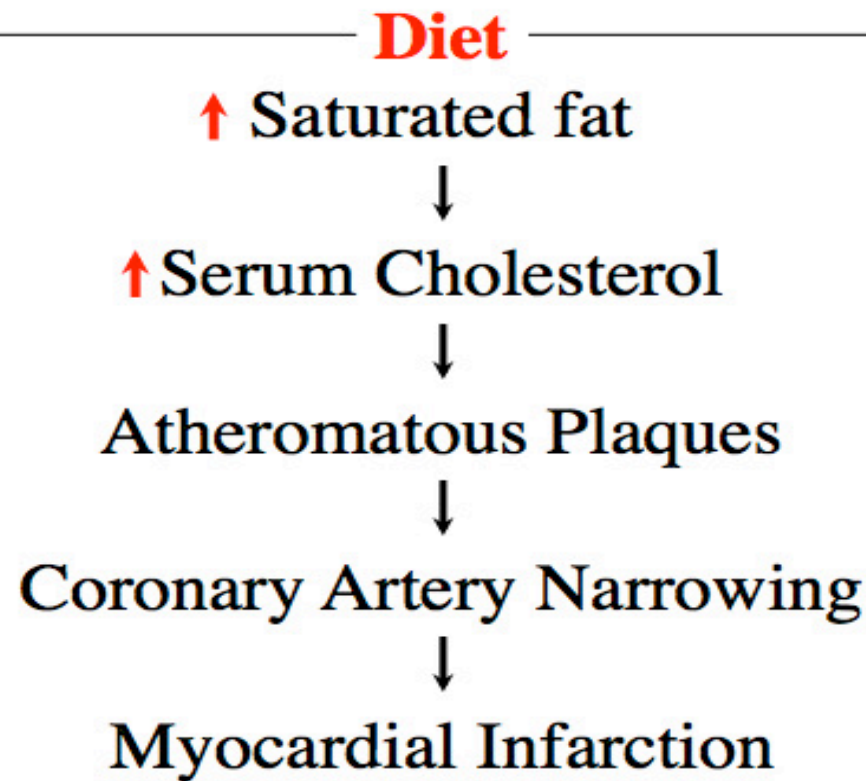 Diet
↑ Saturated fat
↓
↑ Serum Cholesterol
↓
Atheromatous Plaques
↓
Coronary Artery Narrowing
↓
Myocardial Infarction